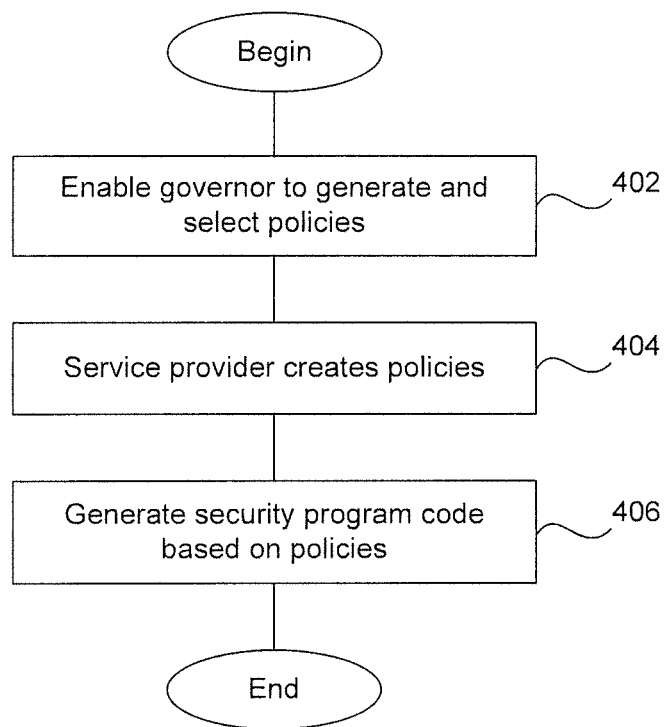 Begin
Enable governor to generate and
select policies
402
Service provider creates policies
404
Generate security program code
based on policies
406
End